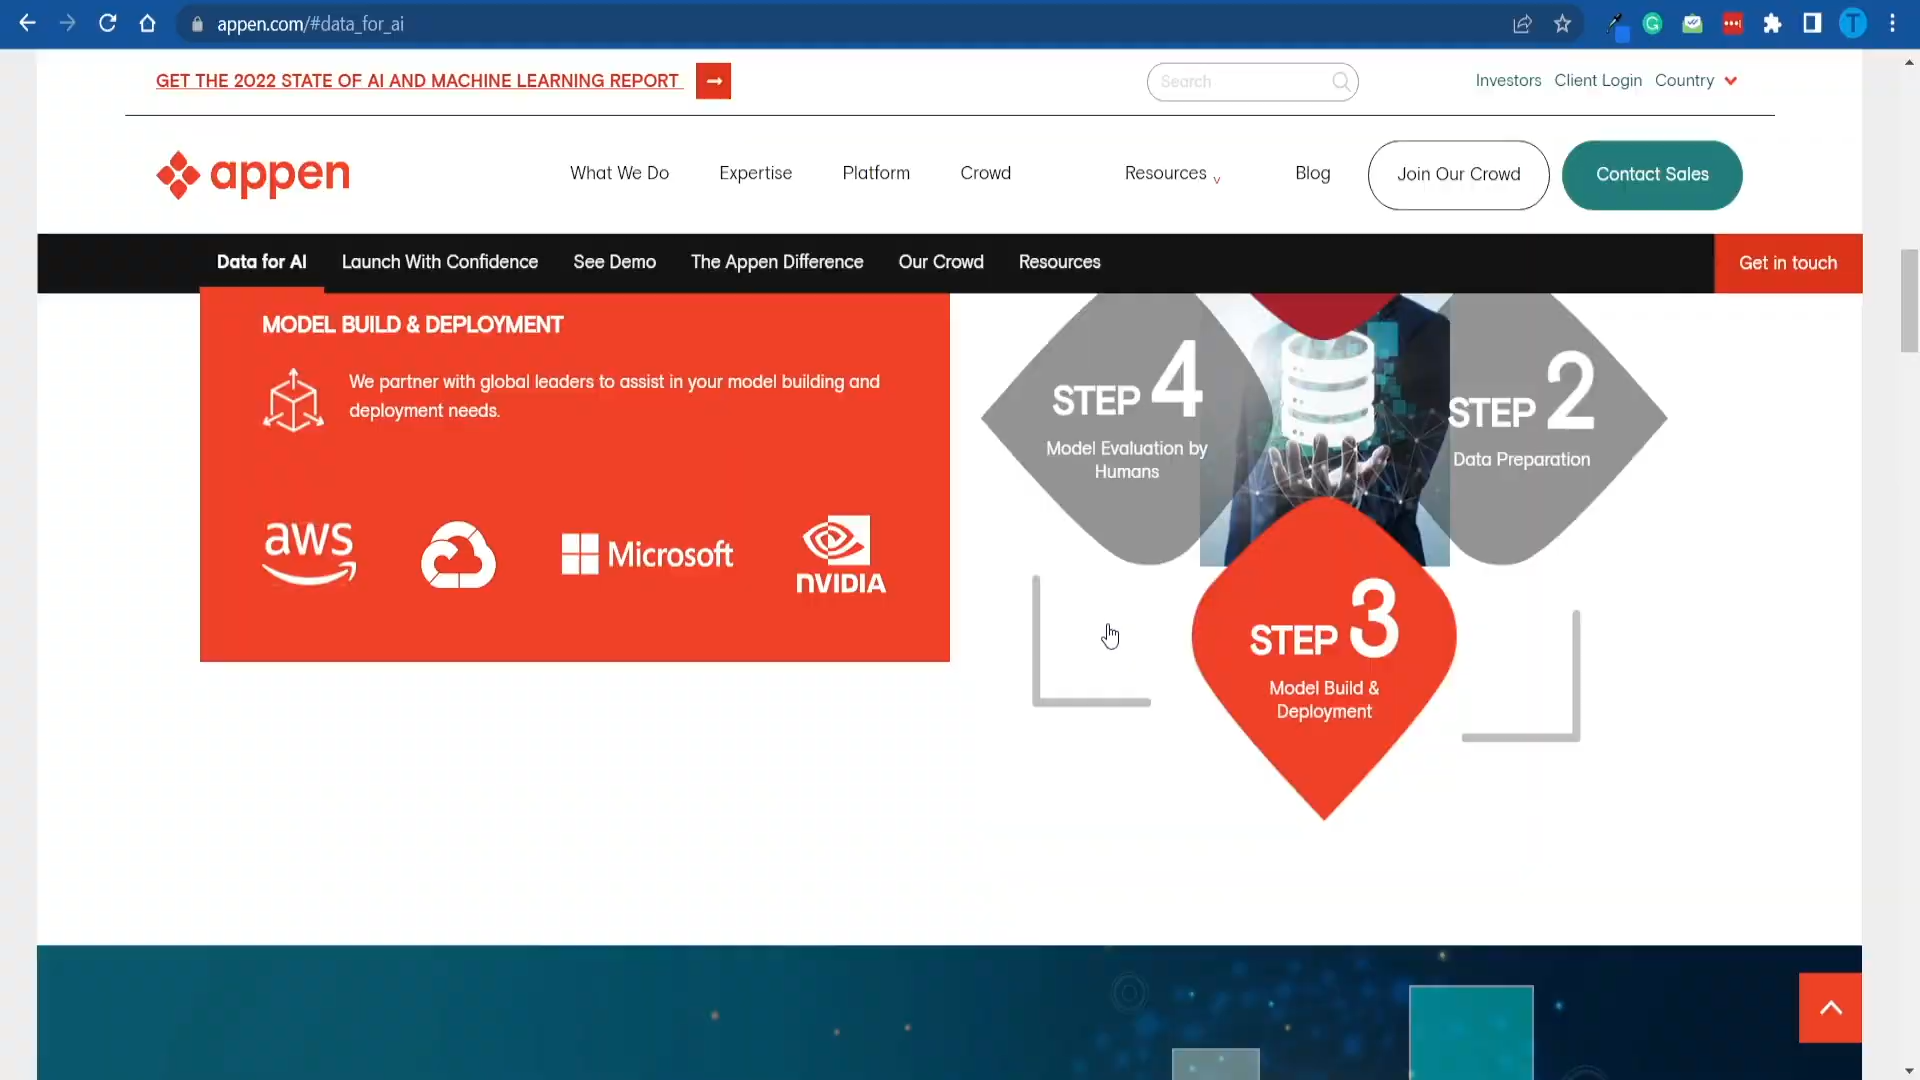 appen.com/#data_for_ai
T
GET THE 2022 STATE OF AI AND MACHINE LEARNING REPORT
Search
Investors Client Login Country
appen
What We Do Expertise Platform Crowd Resources Blog Join Our Crowd Contact Sales
Data for AI Launch With Confidence See Demo The Appen Difference Our Crowd Resources Get in touch
MODEL BUILD & DEPLOYMENT
We partner with global leaders to assist in your model building and
deployment needs.
aws
Microsoft
NVIDIA
STEP 4
Model Evaluation by
Humans
STEP 2
Data Preparation
STEP 3
Model Build &
Deployment